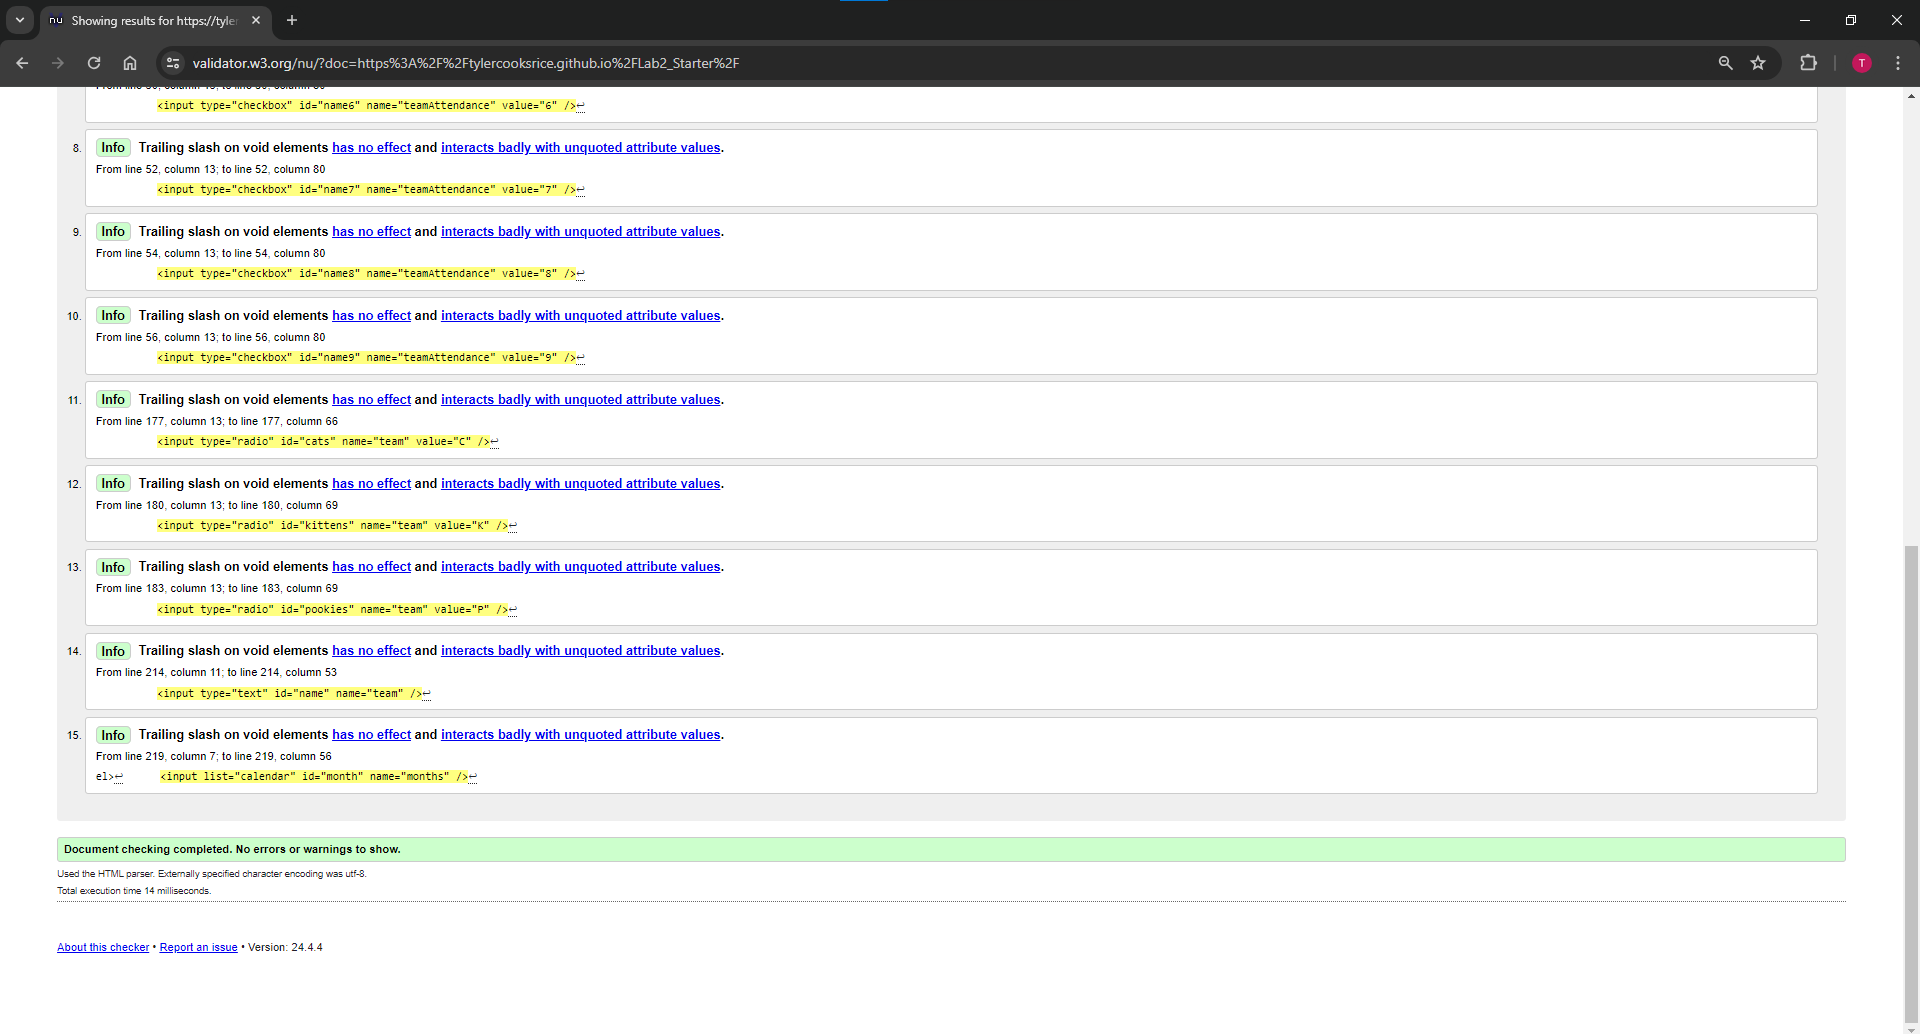 nu Showing results for https://tyle
validator.w3.org/nu/?doc=https%3A%2F%2Ftylercooksrice.github.io%2FLab2_Starter%2F
T
<input type="checkbox" id="name6" name="teamAttendance" value="6" />↩
8. Info Trailing slash on void elements has no effect and interacts badly with unquoted attribute values.
From line 52, column 13; to line 52, column 80
<input type="checkbox" id="name7" name="teamAttendance" value="7" />↩
9. Info Trailing slash on void elements has no effect and interacts badly with unquoted attribute values.
From line 54, column 13; to line 54, column 80
<input type="checkbox" id="name8" name="teamAttendance" value="8" />↩
10. Info Trailing slash on void elements has no effect and interacts badly with unquoted attribute values.
From line 56, column 13; to line 56, column 80
<input type="checkbox" id="name9" name="teamAttendance" value="9" />↩
11. Info Trailing slash on void elements has no effect and interacts badly with unquoted attribute values.
From line 177, column 13; to line 177, column 66
<input type="radio" id="cats" name="team" value="C" />↩
12. Info Trailing slash on void elements has no effect and interacts badly with unquoted attribute values.
From line 180, column 13; to line 180, column 69
<input type="radio" id="kittens" name="team" value="K" />↩
13. Info Trailing slash on void elements has no effect and interacts badly with unquoted attribute values.
From line 183, column 13; to line 183, column 69
<input type="radio" id="pookies" name="team" value="P" />↩
14. Info Trailing slash on void elements has no effect and interacts badly with unquoted attribute values.
From line 214, column 11; to line 214, column 53
<input type="text" id="name" name="team" />↩
15. Info Trailing slash on void elements has no effect and interacts badly with unquoted attribute values.
From line 219, column 7; to line 219, column 56
el>↩ <input list="calendar" id="month" name="months" />↩
Document checking completed. No errors or warnings to show.
Used the HTML parser. Externally specified character encoding was utf-8.
Total execution time 14 milliseconds.
About this checker • Report an issue • Version: 24.4.4